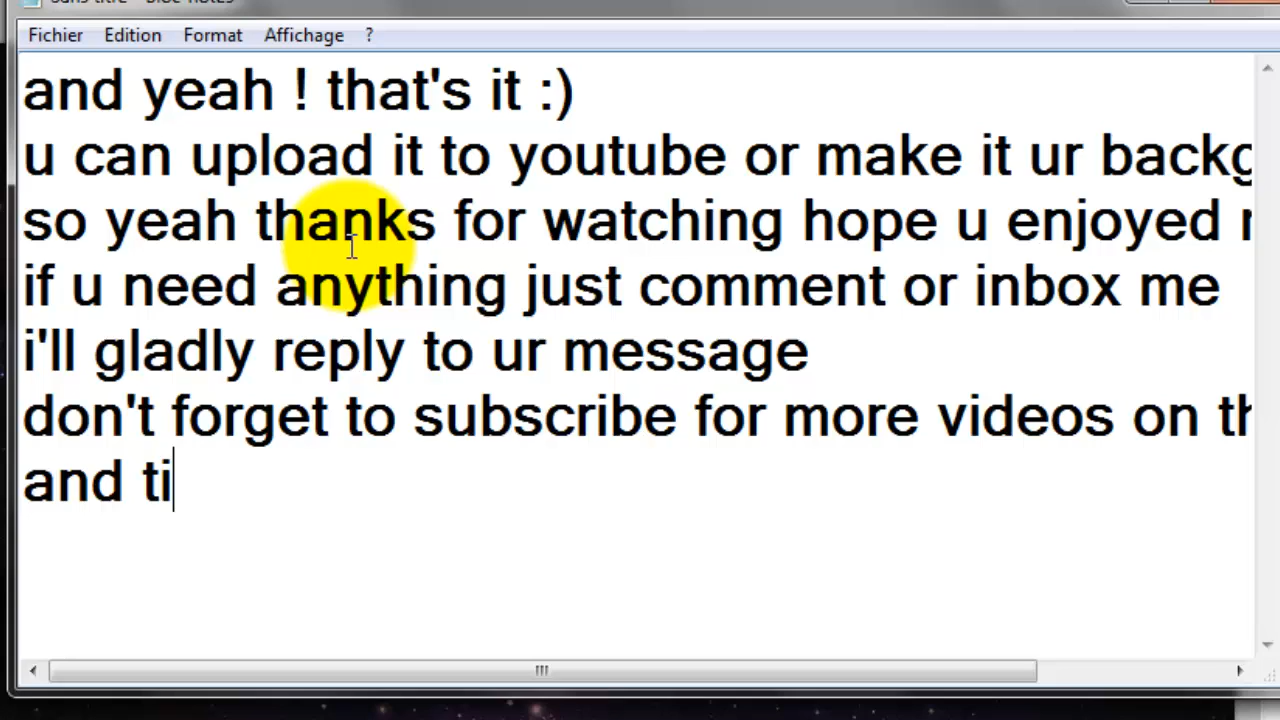 Fichier Edition Format Affichage ?
and yeah ! that's it :)
u can upload it to youtube or make it ur
so yeah thanks for watching hope u enjoyed
if u need anything just comment or inbox me
i'll gladly reply to ur message
don't forget to subscribe for more videos on
and ti